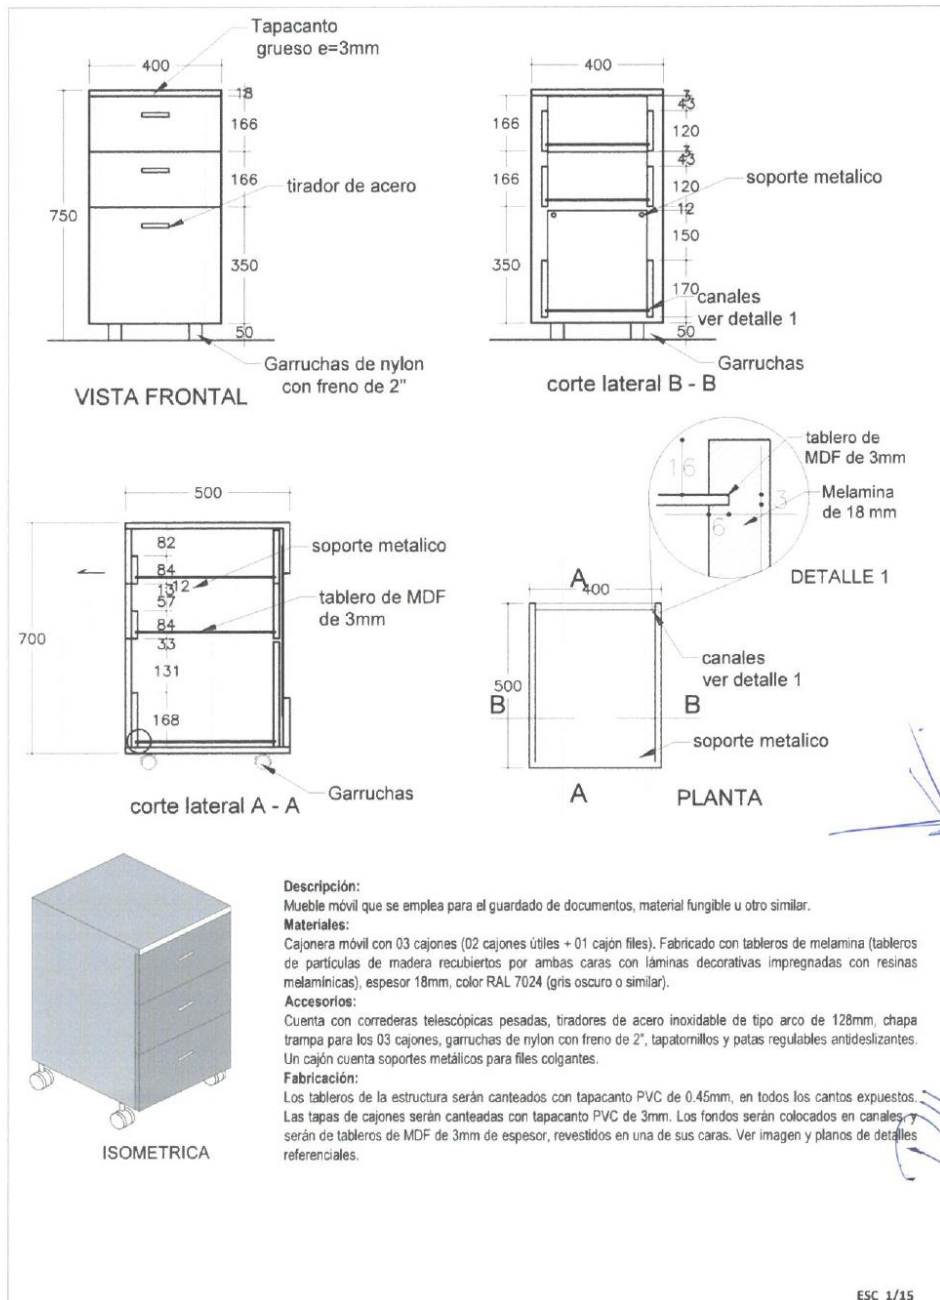 Tapacanto
grueso e=3mm
400
18
166
166
tirador de acero
750
350
50
Garruchas de nylon
con freno de 2"
VISTA FRONTAL
400
3
43
166
120
3
43
166
120
soporte metalico
12
150
350
170
canales
ver detalle 1
50
Garruchas
corte lateral B - B
500
82
soporte metalico
84
13
12
57
tablero de MDF
de 3mm
84
33
700
131
168
Garruchas
corte lateral A - A
tablero de
MDF de 3mm
16
Melamina
de 18 mm
3
6
DETALLE 1
A
400
canales
ver detalle 1
500
B
B
soporte metalico
A
PLANTA
ISOMETRICA
Descripción:
Mueble móvil que se emplea para el guardado de documentos, material fungible u otro similar.
Materiales:
Cajonera móvil con 03 cajones (02 cajones útiles + 01 cajón files). Fabricado con tableros de melamina (tableros
de partículas de madera recubiertos por ambas caras con láminas decorativas impregnadas con resinas
melamínicas), espesor 18mm, color RAL 7024 (gris oscuro o similar).
Accesorios:
Cuenta con correderas telescópicas pesadas, tiradores de acero inoxidable de tipo arco de 128mm, chapa
trampa para los 03 cajones, garruchas de nylon con freno de 2", tapatornillos y patas regulables antideslizantes.
Un cajón cuenta soportes metálicos para files colgantes.
Fabricación:
Los tableros de la estructura serán canteados con tapacanto PVC de 0.45mm, en todos los cantos expuestos.
Las tapas de cajones serán canteadas con tapacanto PVC de 3mm. Los fondos serán colocados en canales, y
serán de tableros de MDF de 3mm de espesor, revestidos en una de sus caras. Ver imagen y planos de detalles
referenciales.
ESC 1/15